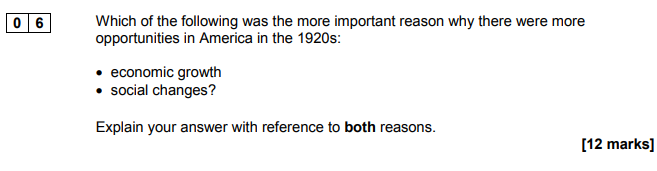 0 6 Which of the following was the more important reason why there were more
opportunities in America in the 1920s:
• economic growth
• social changes?
Explain your answer with reference to both reasons.
[12 marks]